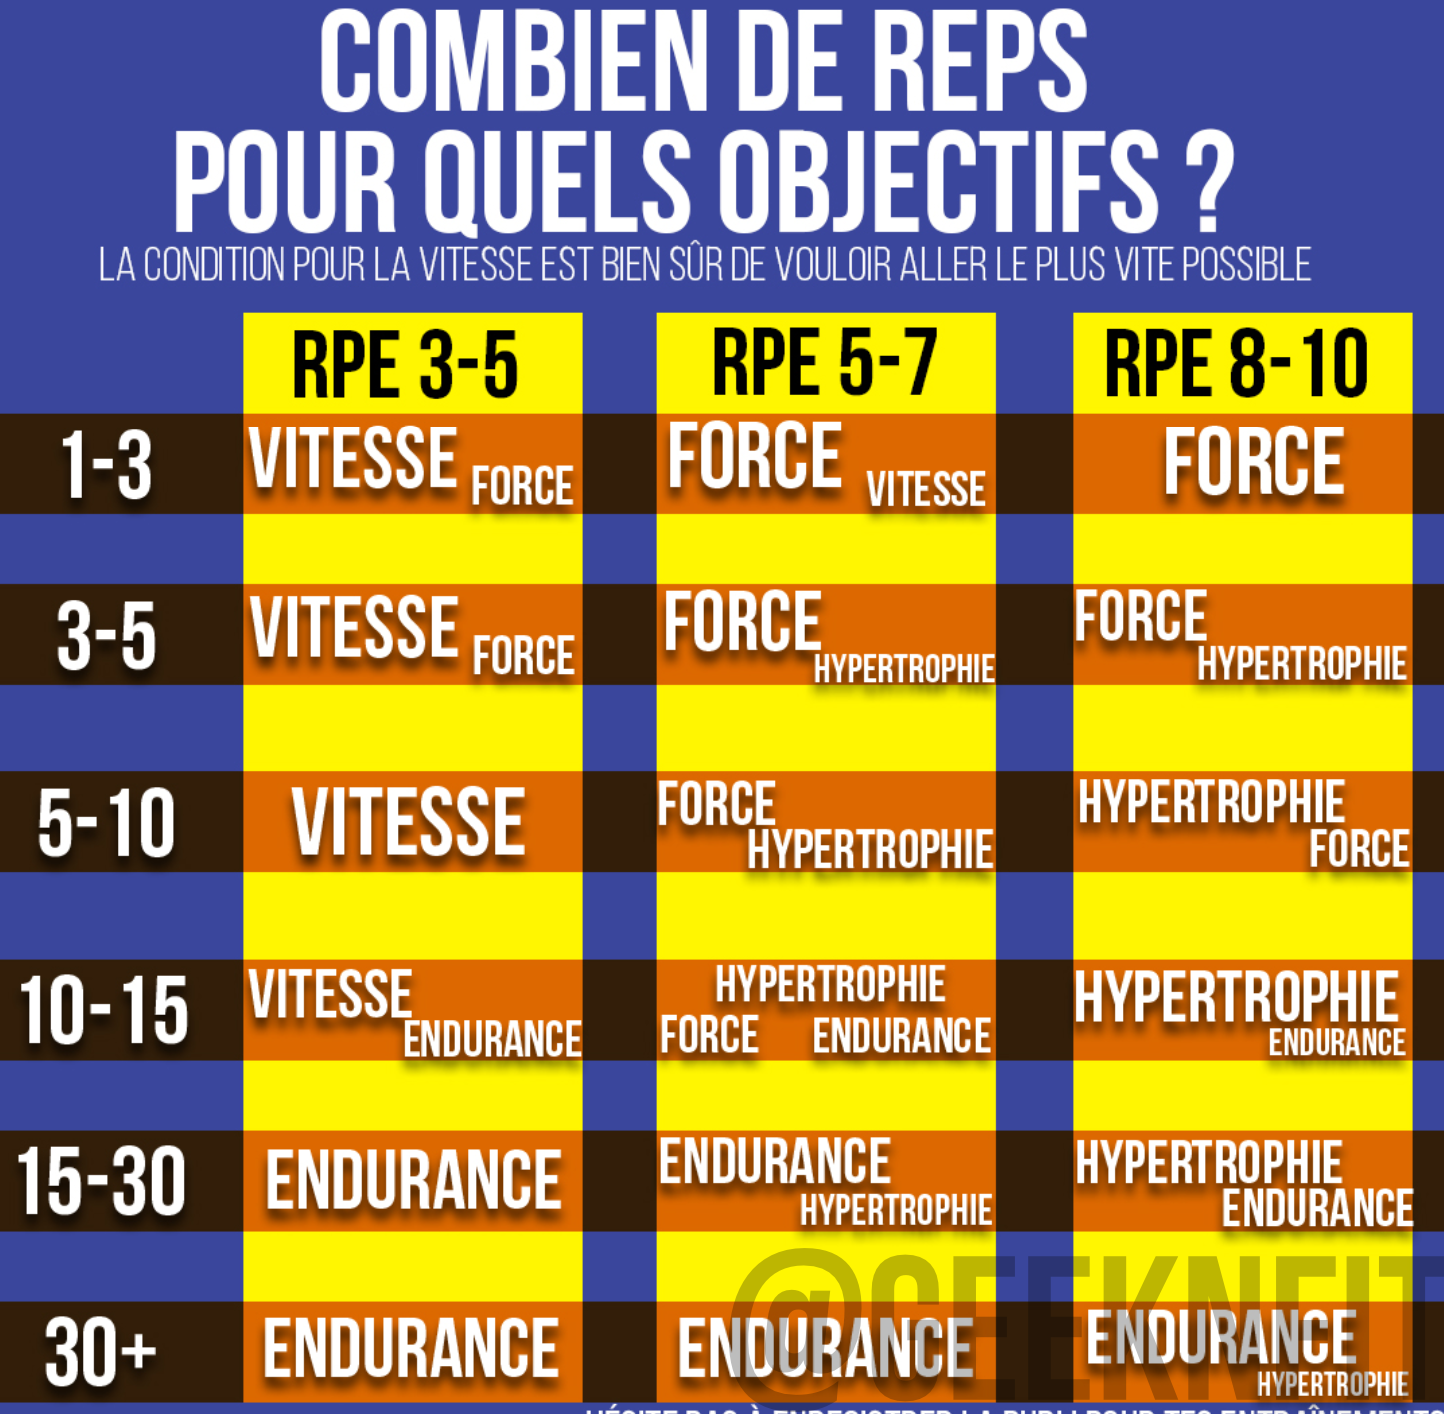 COMBIEN DE REPS
POUR QUELS OBJECTIFS ?
LA CONDITION POUR LA VITESSE EST BIEN SÛR DE VOULOIR ALLER LE PLUS VITE POSSIBLE
RPE 3-5 RPE 5-7 RPE 8-10
1-3 VITESSE FORCE FORCE VITESSE FORCE
3-5 VITESSE FORCE FORCE HYPERTROPHIE FORCE HYPERTROPHIE
5-10 VITESSE FORCE HYPERTROPHIE HYPERTROPHIE FORCE
10-15 VITESSE ENDURANCE HYPERTROPHIE FORCE ENDURANCE HYPERTROPHIE ENDURANCE
15-30 ENDURANCE ENDURANCE HYPERTROPHIE HYPERTROPHIE ENDURANCE
30+ ENDURANCE ENDURANCE ENDURANCE HYPERTROPHIE